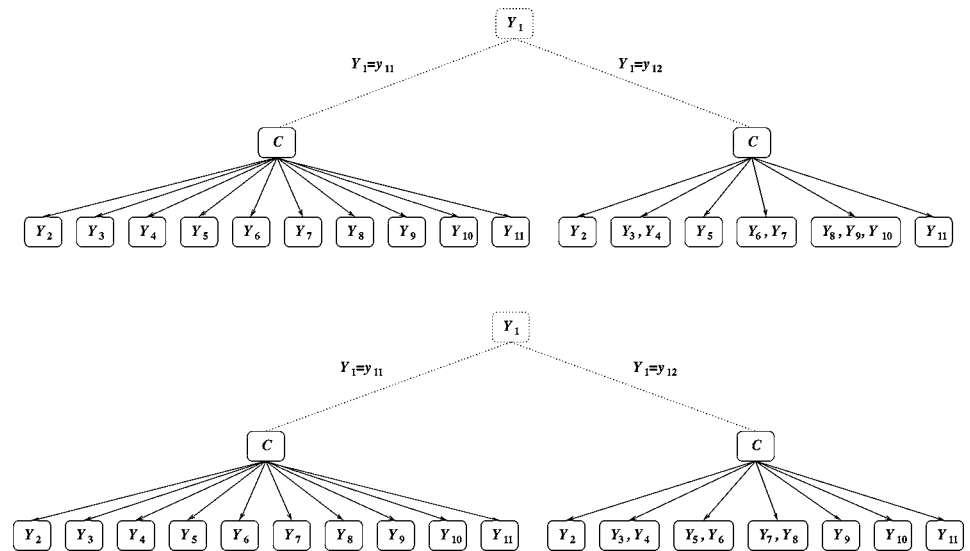 Y₁
Y₁=y₁₁ Y₁=y₁₂
C C
Y₂ Y₃ Y₄ Y₅ Y₆ Y₇ Y₈ Y₉ Y₁₀ Y₁₁ Y₂ Y₃,Y₄ Y₅ Y₆,Y₇ Y₈,Y₉,Y₁₀ Y₁₁
Y₁
Y₁=y₁₁ Y₁=y₁₂
C C
Y₂ Y₃ Y₄ Y₅ Y₆ Y₇ Y₈ Y₉ Y₁₀ Y₁₁ Y₂ Y₃,Y₄ Y₅,Y₆ Y₇,Y₈ Y₉ Y₁₀ Y₁₁